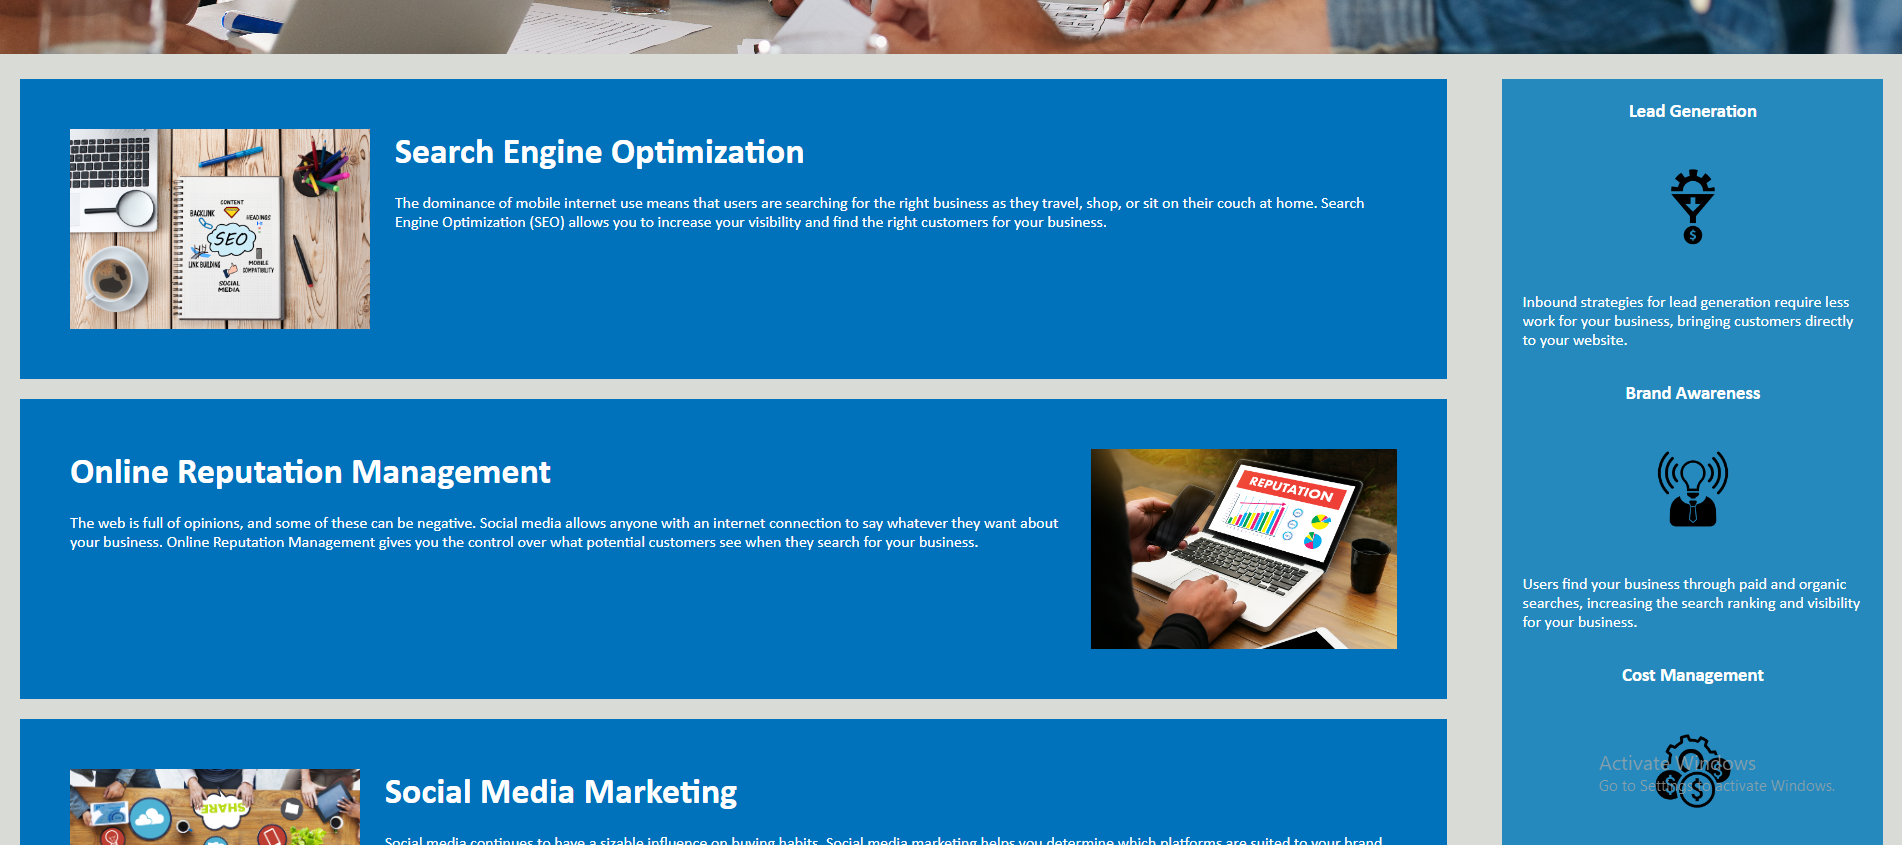 Search Engine Optimization
The dominance of mobile internet use means that users are searching for the right business as they travel, shop, or sit on their couch at home. Search
Engine Optimization (SEO) allows you to increase your visibility and find the right customers for your business.
CONTENT
BACKLINK
HEADINGS
SEO
LINK BUILDING
MOBILE
COMPATIBILITY
SOCIAL
MEDIA
Online Reputation Management
The web is full of opinions, and some of these can be negative. Social media allows anyone with an internet connection to say whatever they want about
your business. Online Reputation Management gives you the control over what potential customers see when they search for your business.
REPUTATION
Social Media Marketing
Social media continues to have a sizable influence on buying habits. Social media marketing helps you determine which platforms are suited to your brand
SHARE
Lead Generation
$
Inbound strategies for lead generation require less
work for your business, bringing customers directly
to your website.
Brand Awareness
Users find your business through paid and organic
searches, increasing the search ranking and visibility
for your business.
Cost Management
$
Activate Windows
Go to Settings to activate Windows.